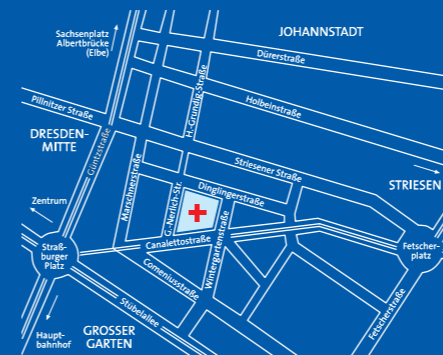 JOHANNSTADT
Sachsenplatz
Albertbrücke
(Elbe)
Dürerstraße
H.-Grundig-Straße
Pillnitzer Straße
Holbeinstraße
DRESDEN-
MITTE
Güntzstraße
Striesener Straße
Marschnerstraße
G.-Nerlich-Str.
Dinglingerstraße
STRIESEN
Zentrum
Straß-
burger
Platz
Canalettostraße
Wintergartenstraße
Fetscher-
platz
Comeniusstraße
Stübelallee
Fetscherstraße
Haupt-
bahnhof
GROSSER
GARTEN